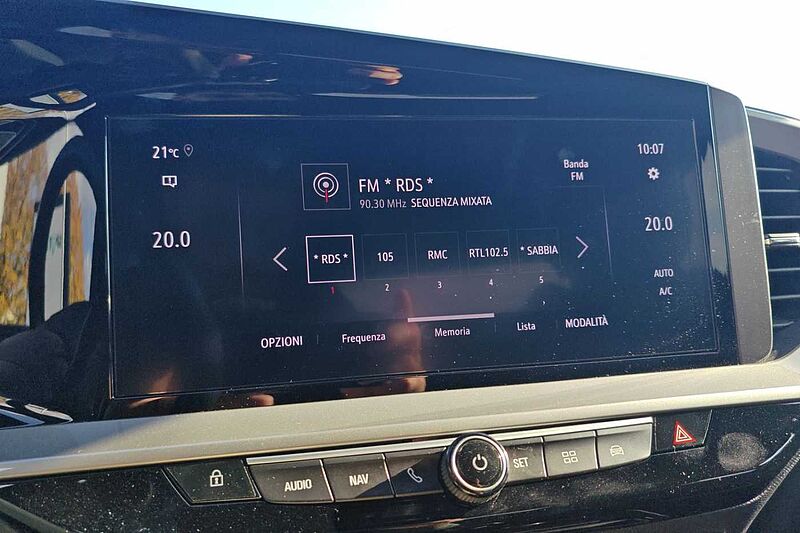 21°C
10:07
FM * RDS *
Banda
FM
90.30 MHz SEQUENZA MIXATA
20.0
20.0
* RDS *
105
RMC
RTL102.5
* SABBIA
1
2
3
4
5
AUTO
A/C
OPZIONI
Frequenza
Memoria
Lista
MODALITÀ
AUDIO
NAV
SET